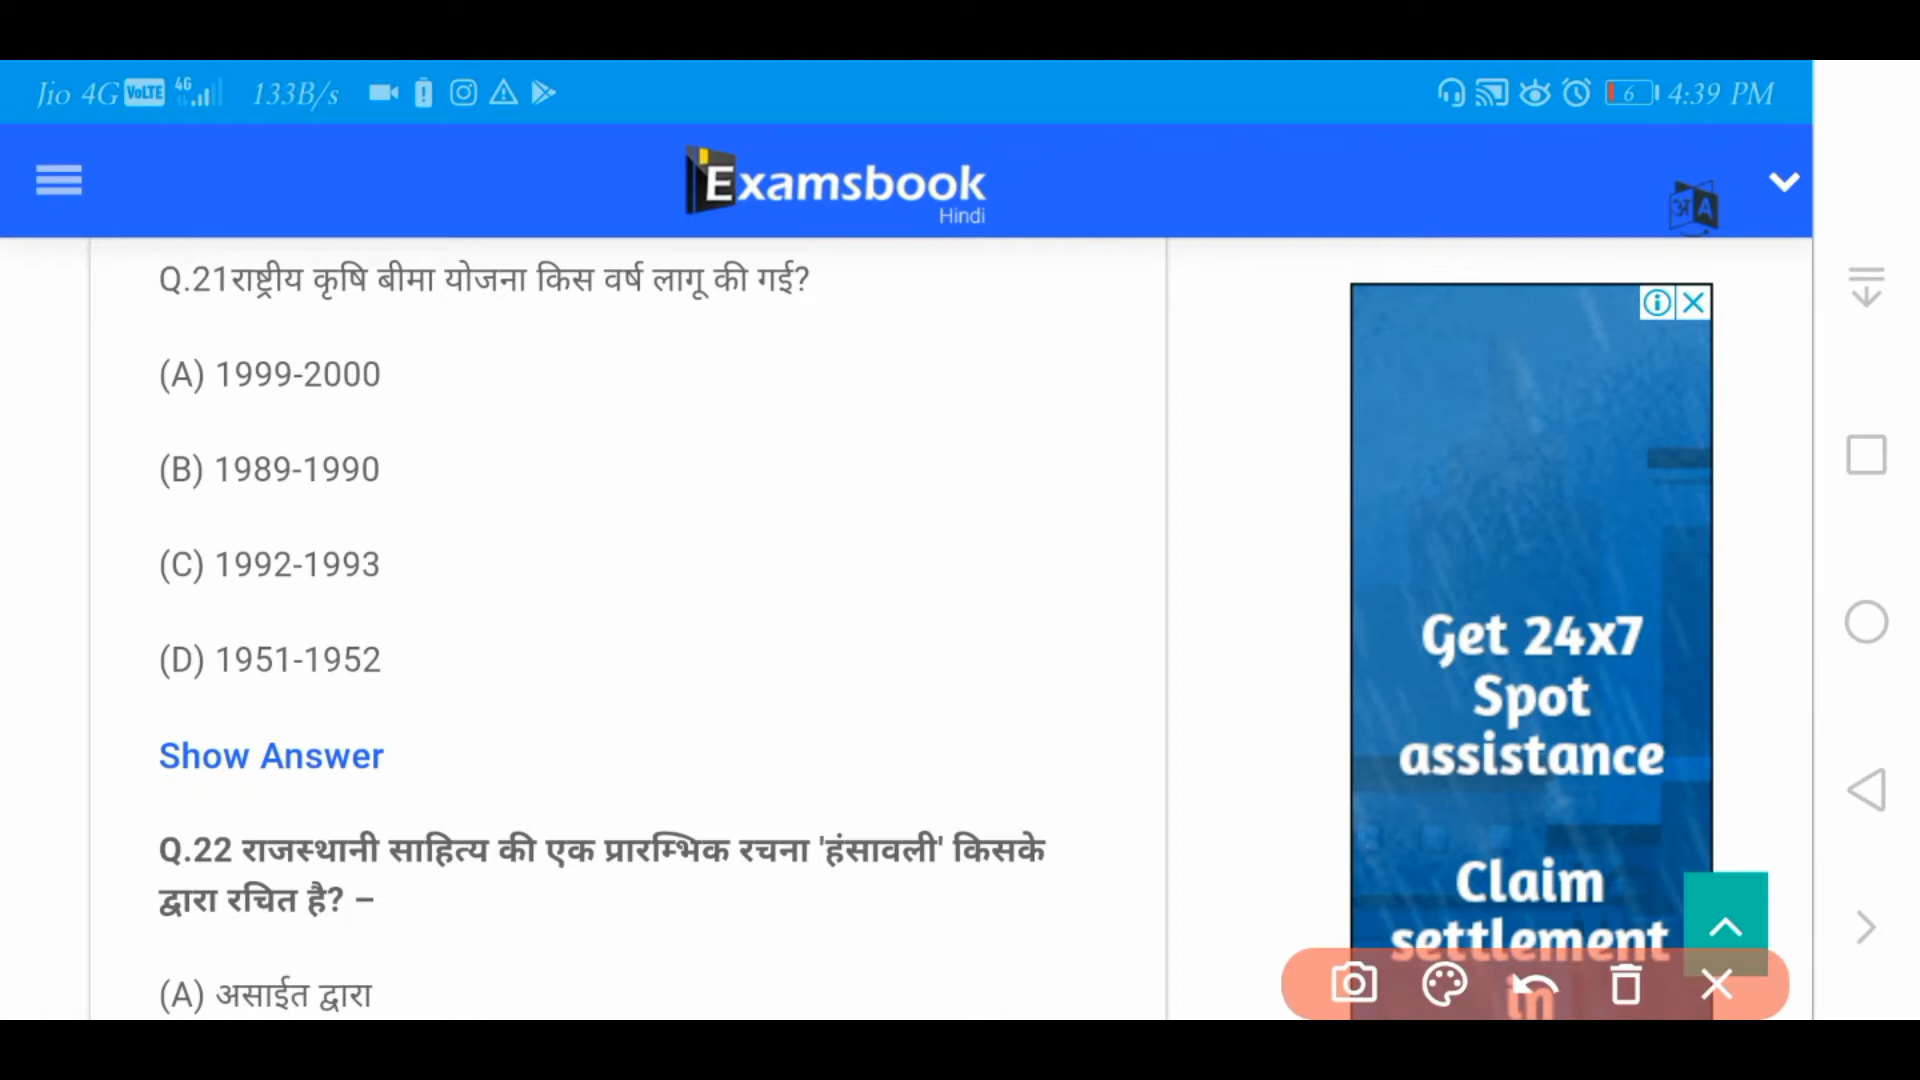 Jio 4G VoLTE 4G 133B/s 6 4:39 PM
Examsbook
Hindi
अ A
Q.21राष्ट्रीय कृषि बीमा योजना किस वर्ष लागू की गई?
(A) 1999-2000
(B) 1989-1990
(C) 1992-1993
(D) 1951-1952
Show Answer
Q.22 राजस्थानी साहित्य की एक प्रारम्भिक रचना 'हंसावली' किसके
द्वारा रचित है? –
(A) असाईत द्वारा
Get 24x7
Spot
assistance
Claim
settlement
in